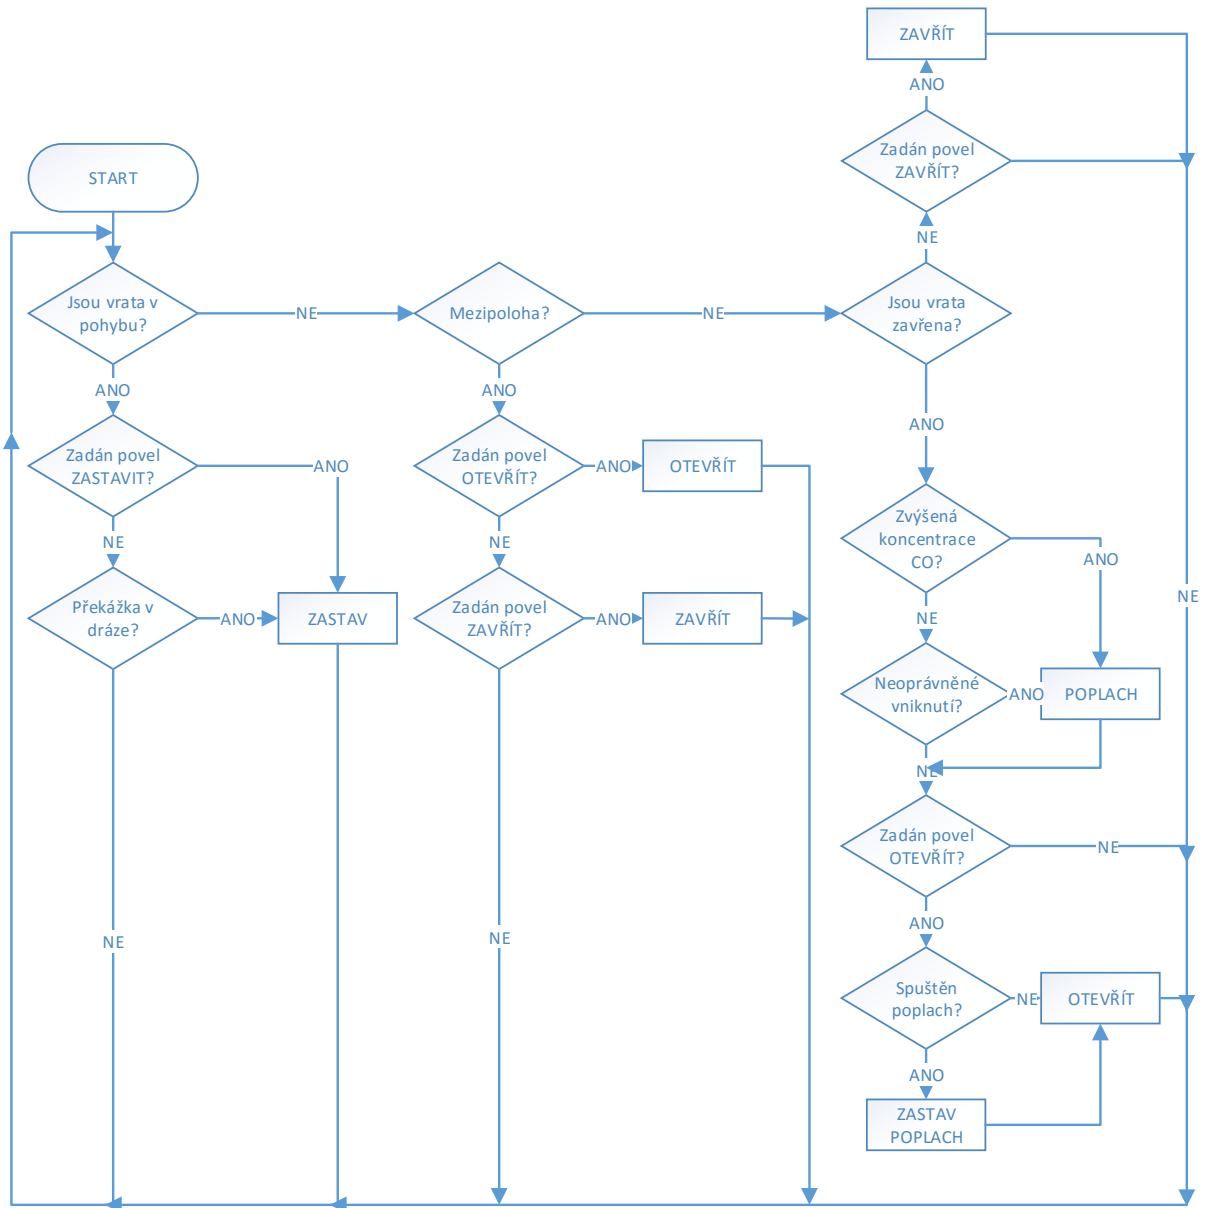 ZAVŘÍT
ANO
Zadán povel
ZAVŘÍT?
START
NE
Jsou vrata v
pohybu?
NE
Mezipoloha?
NE
Jsou vrata
zavřena?
ANO
ANO
ANO
Zadán povel
ZASTAVIT?
ANO
Zadán povel
OTEVŘÍT?
ANO
OTEVŘÍT
Zvýšená
koncentrace
CO?
ANO
NE
NE
NE
Překážka v
dráze?
ANO
ZASTAV
Zadán povel
ZAVŘÍT?
ANO
ZAVŘÍT
NE
Neoprávněné
vniknutí?
ANO
POPLACH
NE
Zadán povel
OTEVŘÍT?
NE
NE
NE
ANO
Spuštěn
poplach?
NE
OTEVŘÍT
ANO
ZASTAV
POPLACH